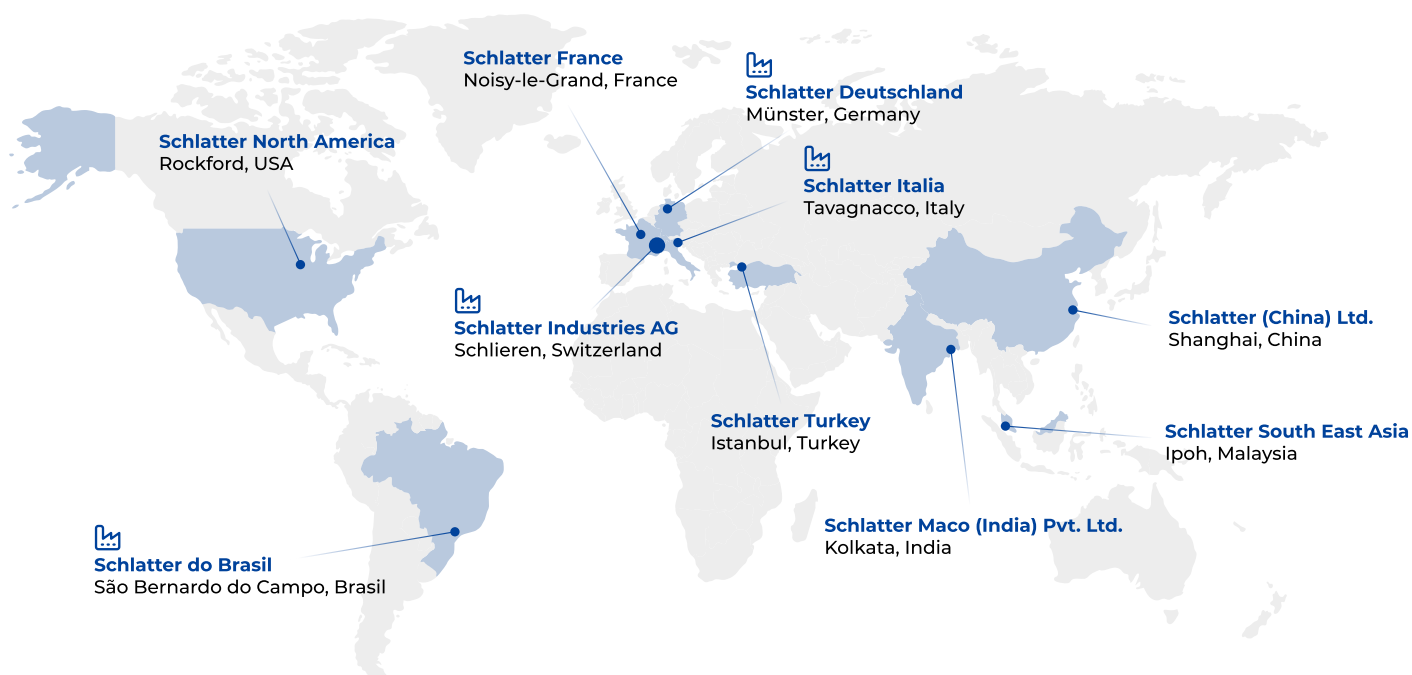 Schlatter France
Noisy-le-Grand, France
Schlatter Deutschland
Münster, Germany
Schlatter North America
Rockford, USA
Schlatter Italia
Tavagnacco, Italy
Schlatter Industries AG
Schlieren, Switzerland
Schlatter (China) Ltd.
Shanghai, China
Schlatter Turkey
Istanbul, Turkey
Schlatter South East Asia
Ipoh, Malaysia
Schlatter Maco (India) Pvt. Ltd.
Kolkata, India
Schlatter do Brasil
São Bernardo do Campo, Brasil